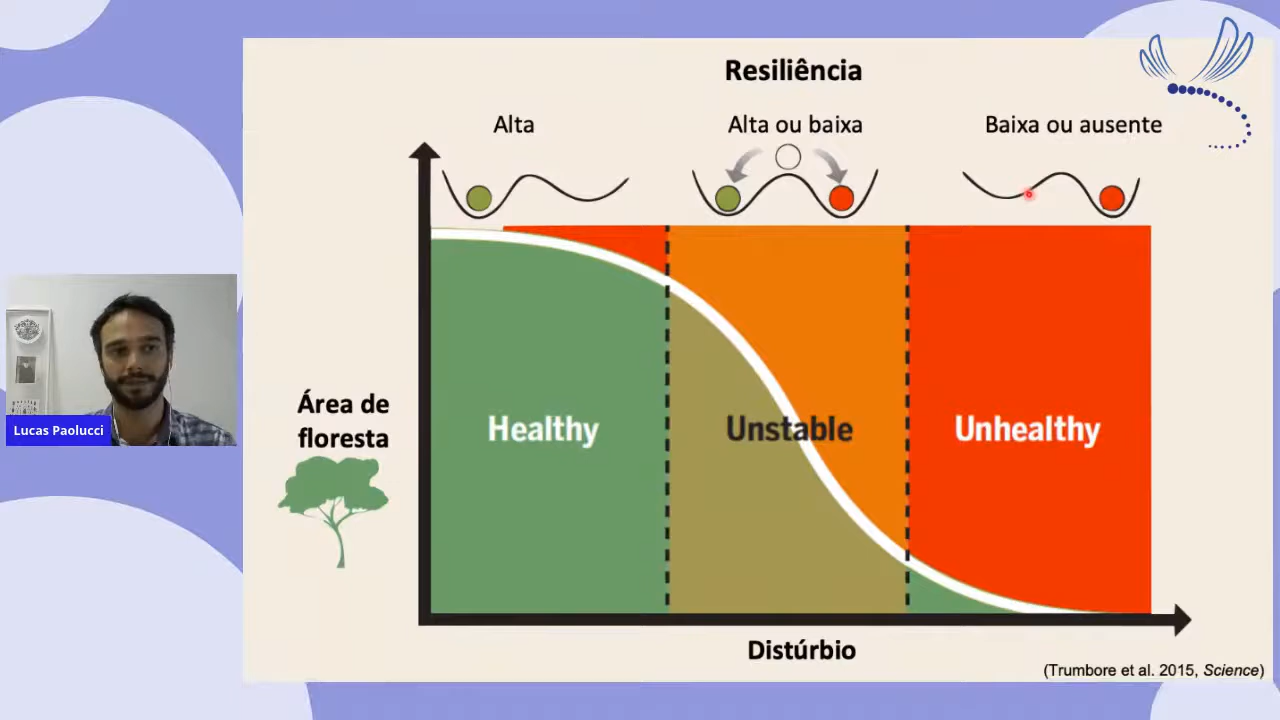 Resiliência
Alta
Alta ou baixa
Baixa ou ausente
Área de
floresta
Healthy
Unstable
Unhealthy
Lucas Paolucci
Distúrbio
(Trumbore et al. 2015, Science)